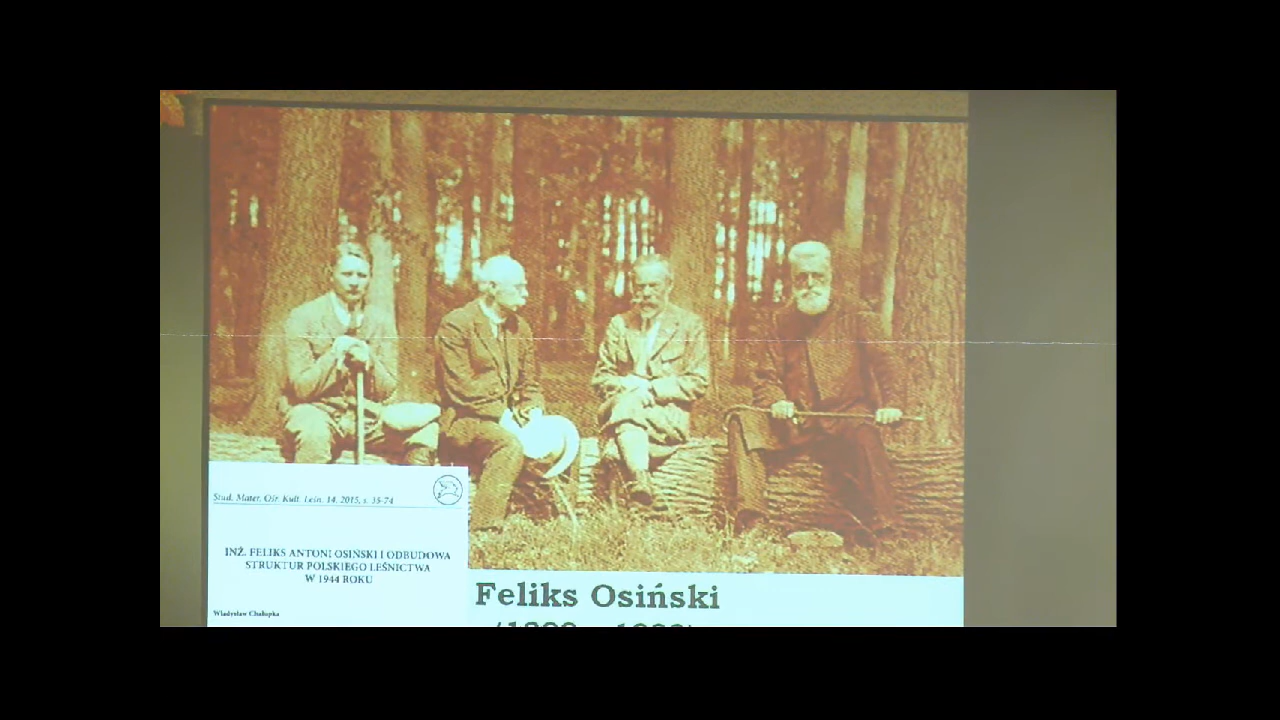 Stud. Mater. Ośr. Kult. Leśn. 14, 2015, s. 35-74
INŻ. FELIKS ANTONI OSIŃSKI I ODBUDOWA
STRUKTUR POLSKIEGO LEŚNICTWA
W 1944 ROKU
Władysław Chałupka
Feliks Osiński